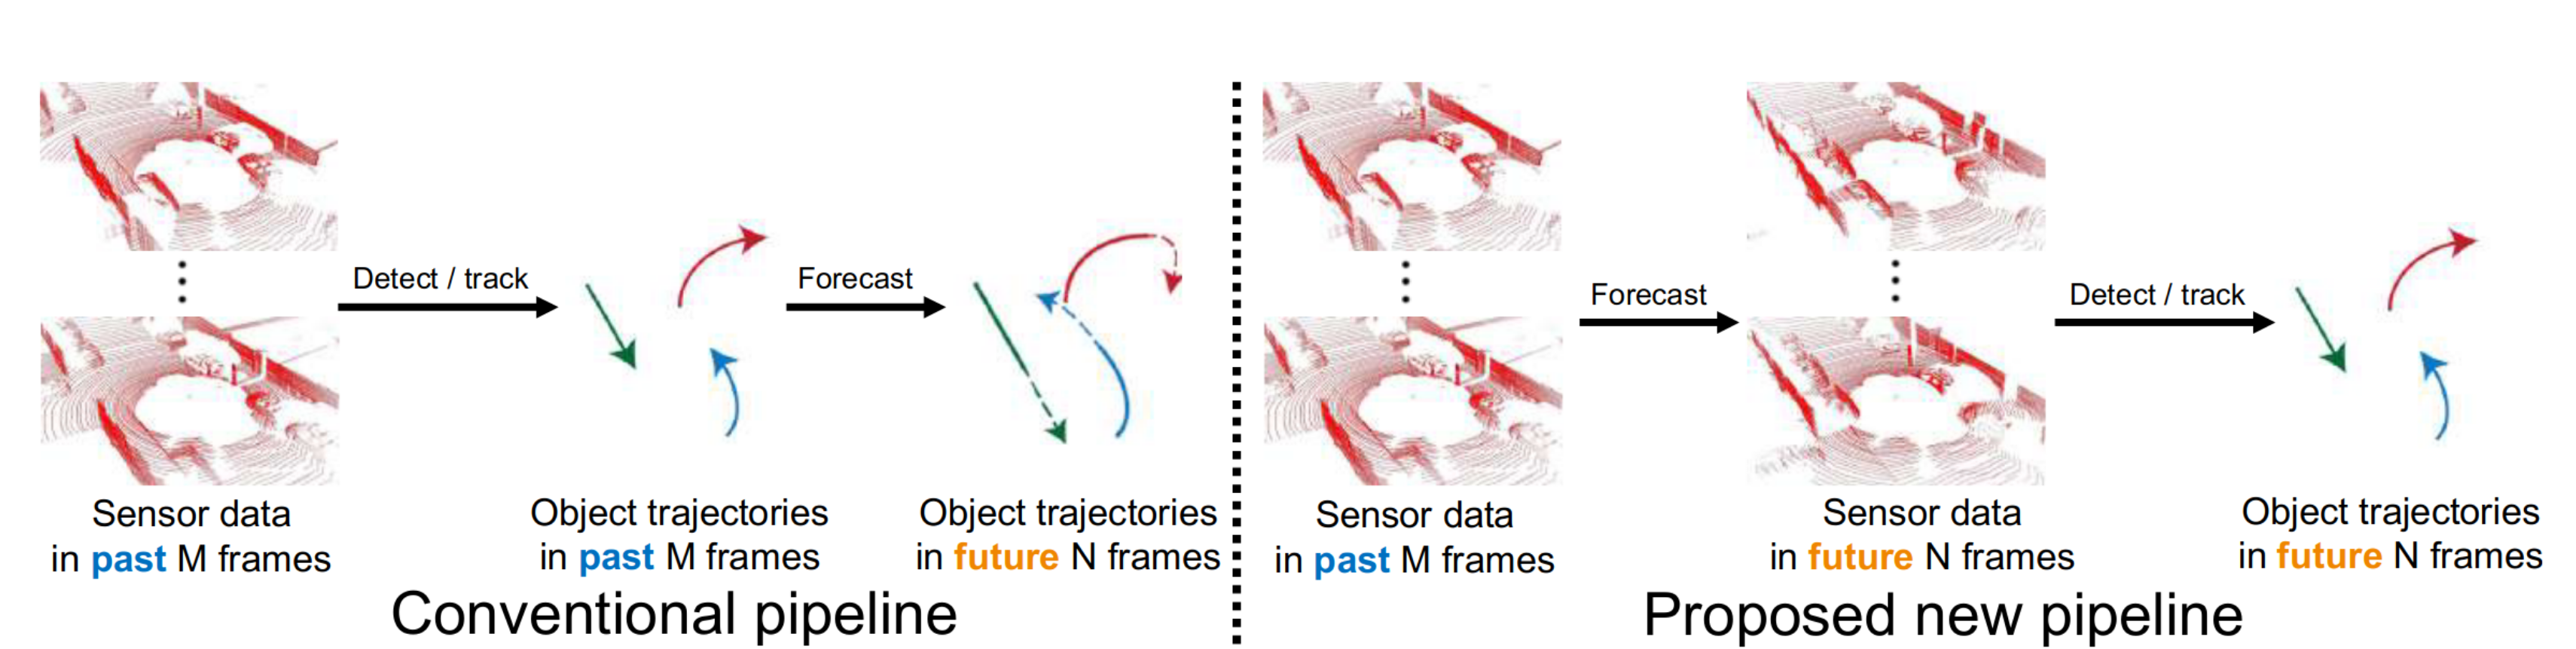 Detect / track
Forecast
Sensor data
in past M frames
Object trajectories
in past M frames
Object trajectories
in future N frames
Conventional pipeline
Forecast
Detect / track
Sensor data
in past M frames
Sensor data
in future N frames
Object trajectories
in future N frames
Proposed new pipeline